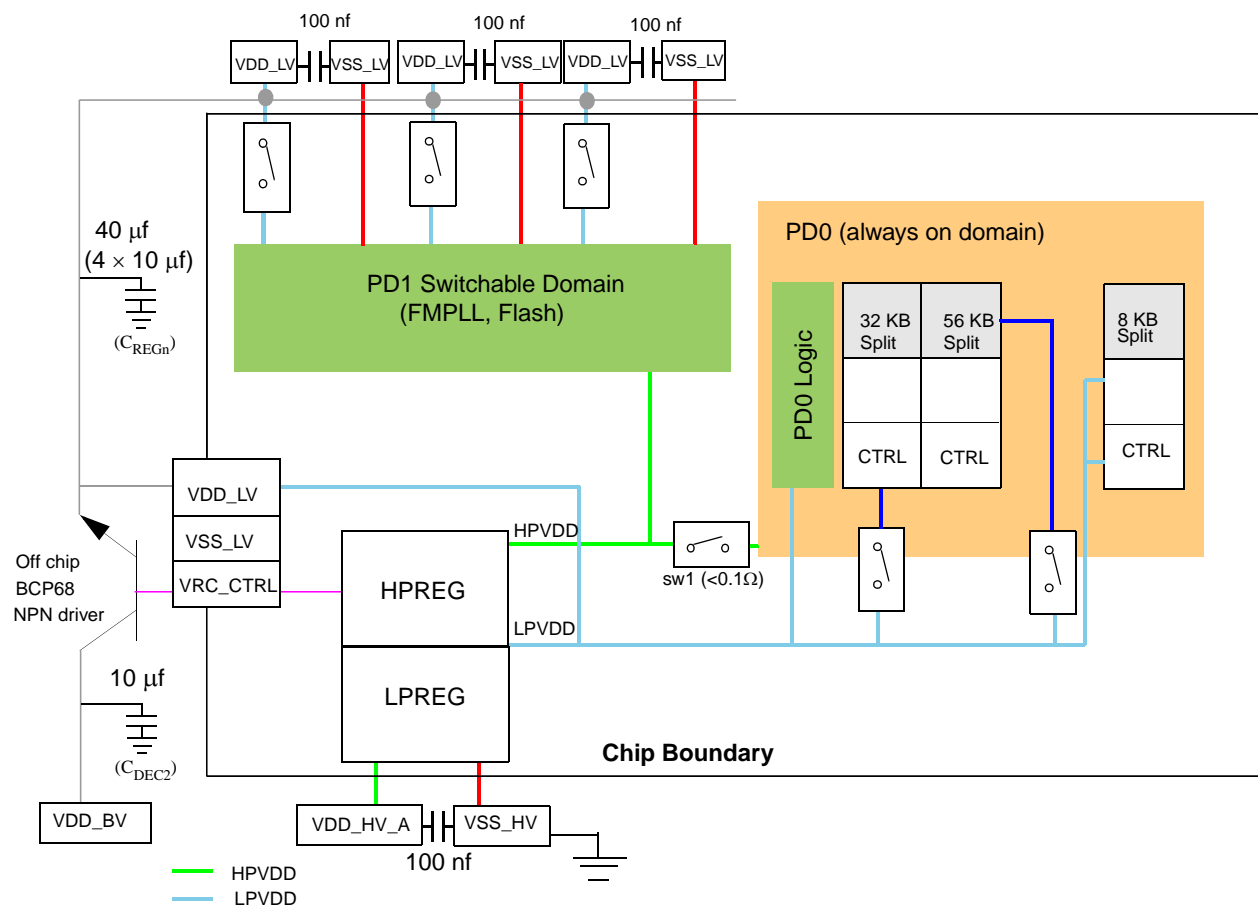 100 nf
100 nf
100 nf
VDD_LV
VSS_LV
VDD_LV
VSS_LV
VDD_LV
VSS_LV
40 μf
(4 × 10 μf)
(CREGn)
PD1 Switchable Domain
(FMPLL, Flash)
PD0 (always on domain)
PD0 Logic
32 KB
Split
56 KB
Split
8 KB
Split
CTRL
CTRL
CTRL
VDD_LV
VSS_LV
VRC_CTRL
Off chip
BCP68
NPN driver
HPREG
LPREG
HPVDD
sw1 (<0.1Ω)
LPVDD
10 μf
(CDEC2)
Chip Boundary
VDD_BV
VDD_HV_A
VSS_HV
100 nf
HPVDD
LPVDD